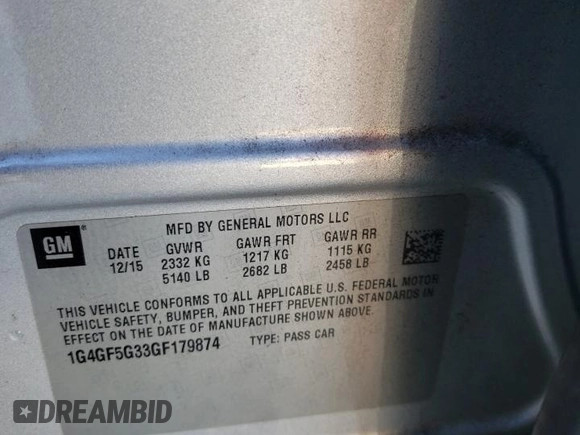 GM
MFD BY GENERAL MOTORS LLC
DATE GVWR GAWR FRT GAWR RR
12/15 2332 KG 1217 KG 1115 KG
5140 LB 2682 LB 2458 LB
THIS VEHICLE CONFORMS TO ALL APPLICABLE U.S. FEDERAL MOTOR
VEHICLE SAFETY, BUMPER, AND THEFT PREVENTION STANDARDS IN
EFFECT ON THE DATE OF MANUFACTURE SHOWN ABOVE.
1G4GF5G33GF179874 TYPE: PASS CAR
DREAMBID